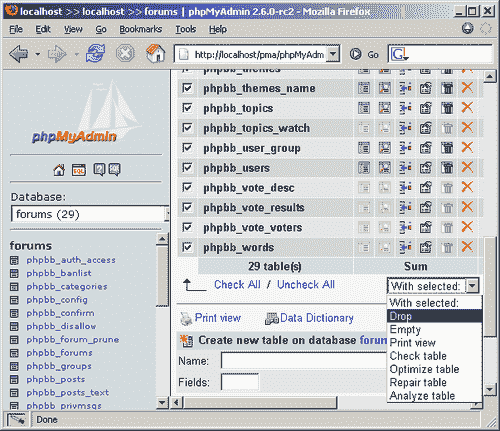 localhost >> localhost >> forums | phpMyAdmin 2.6.0-rc2 - Mozilla Firefox
File Edit View Go Bookmarks Tools Help
http://localhost/pma/phpMyAdm
Go
G
phpMyAdmin
SQL
Database:
forums (29)
forums
phpbb_auth_access
phpbb_banlist
phpbb_categories
phpbb_config
phpbb_confirm
phpbb_disallow
phpbb_forum_prune
phpbb_forums
phpbb_groups
phpbb_posts
phpbb_posts_text
phpbb_privmsgs
phpbb_themes
phpbb_themes_name
phpbb_topics
phpbb_topics_watch
phpbb_user_group
phpbb_users
phpbb_vote_desc
phpbb_vote_results
phpbb_vote_voters
phpbb_words
29 table(s) Sum
Check All / Uncheck All
With selected:
With selected:
Drop
Empty
Print view
Check table
Optimize table
Repair table
Analyze table
Print view Data Dictionary
Create new table on database forum
Name:
Fields:
Done